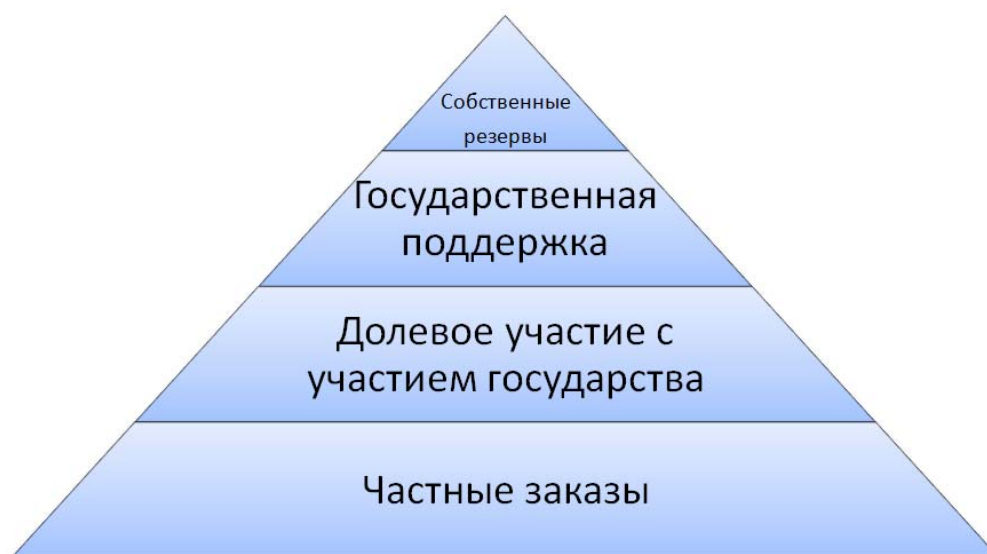 Собственные
резервы
Государственная
поддержка
Долевое участие с
участием государства
Частные заказы